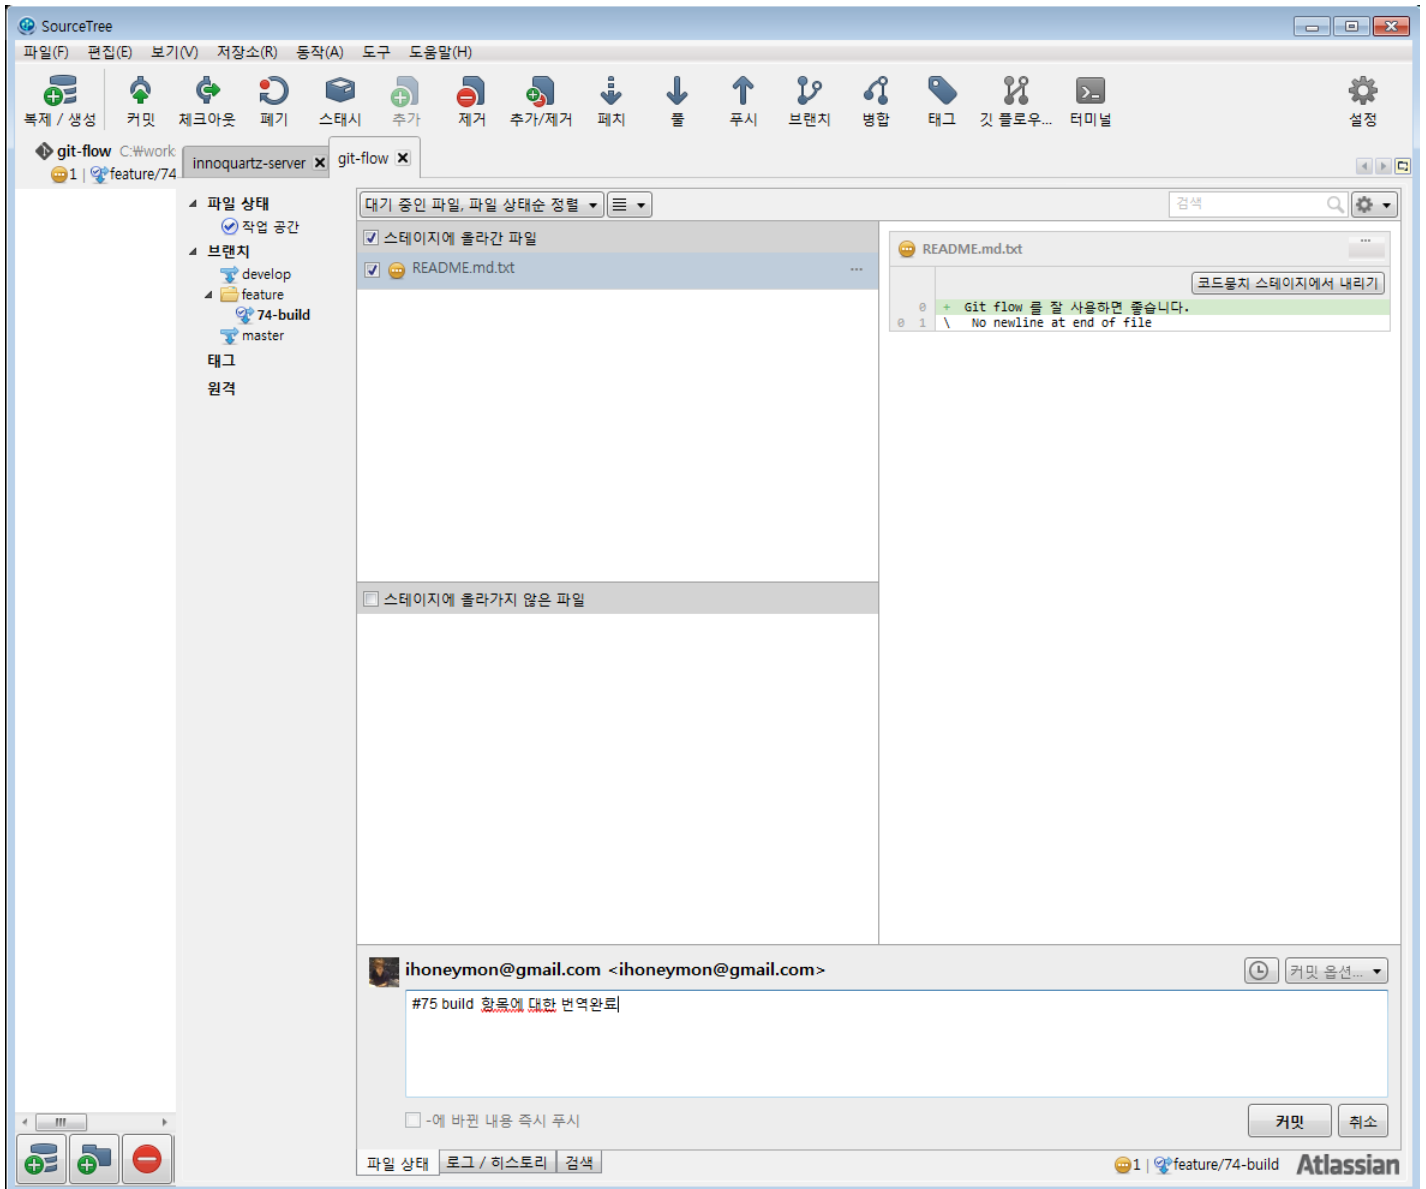 SourceTree
파일(F) 편집(E) 보기(V) 저장소(R) 동작(A) 도구 도움말(H)
복제 / 생성 커밋 체크아웃 폐기 스태시 추가 제거 추가/제거 페치 풀 푸시 브랜치 병합 태그 깃 플로우... 터미널 설정
git-flow C:₩work
1 | feature/74
innoquartz-server git-flow
파일 상태
작업 공간
브랜치
develop
feature
74-build
master
태그
원격
대기 중인 파일, 파일 상태순 정렬
검색
스테이지에 올라간 파일
README.md.txt ...
README.md.txt ...
코드뭉치 스테이지에서 내리기
0 + Git flow 를 잘 사용하면 좋습니다.
0 1 \ No newline at end of file
스테이지에 올라가지 않은 파일
ihoneymon@gmail.com <ihoneymon@gmail.com>
커밋 옵션...
#75 build 항목에 대한 번역완료
-에 바뀐 내용 즉시 푸시
커밋 취소
파일 상태 로그 / 히스토리 검색
1 | feature/74-build Atlassian